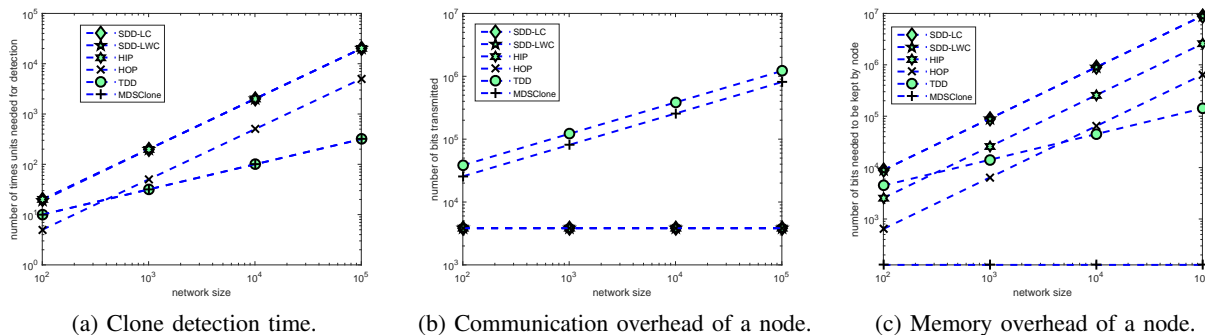 10^5
10^4
10^3
10^2
10^1
10^0
number of times units needed for detection
SDD-LC
SDD-LWC
HIP
HOP
TDD
MDSClone
10^2 10^3 10^4 10^5
network size
(a) Clone detection time.
10^7
10^6
10^5
10^4
10^3
number of bits transmitted
SDD-LC
SDD-LWC
HIP
HOP
TDD
MDSClone
10^2 10^3 10^4 10^5
network size
(b) Communication overhead of a node.
10^7
10^6
10^5
10^4
10^3
number of bits needed to be kept by node
SDD-LC
SDD-LWC
HIP
HOP
TDD
MDSClone
10^2 10^3 10^4 10^5
network size
(c) Memory overhead of a node.